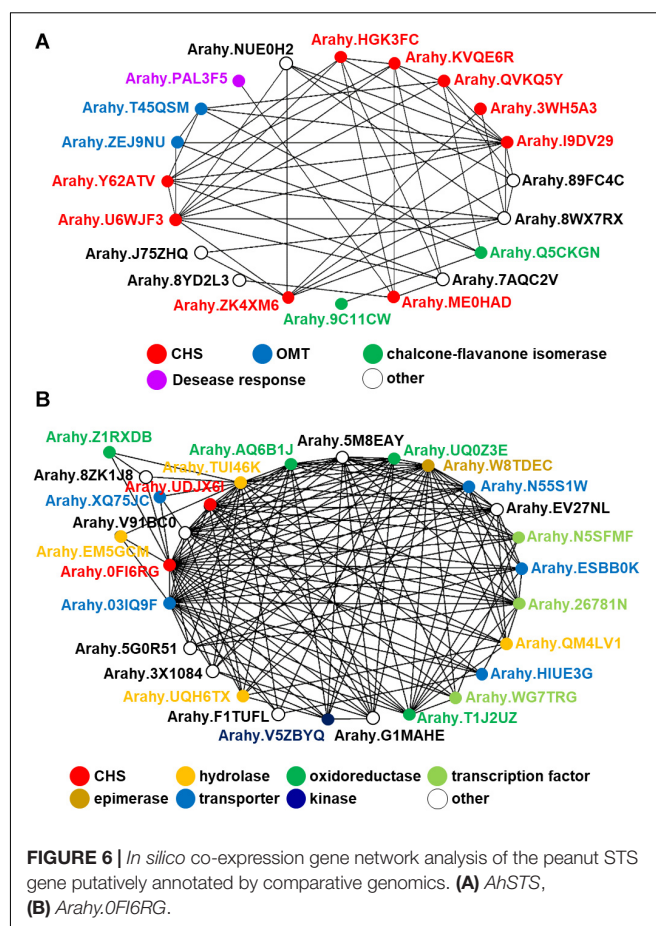 A
Arahy.NUE0H2
Arahy.HGK3FC
Arahy.KVQE6R
Arahy.PAL3F5
Arahy.QVKQ5Y
Arahy.T45QSM
Arahy.3WH5A3
Arahy.ZEJ9NU
Arahy.I9DV29
Arahy.Y62ATV
Arahy.89FC4C
Arahy.U6WJF3
Arahy.8WX7RX
Arahy.J75ZHQ
Arahy.Q5CKGN
Arahy.8YD2L3
Arahy.7AQC2V
Arahy.ZK4XM6
Arahy.ME0HAD
Arahy.9C11CW
CHS
OMT
chalcone-flavanone isomerase
Desease response
other
B
Arahy.Z1RXDB
Arahy.AQ6B1J
Arahy.5M8EAY
Arahy.UQ0Z3E
Arahy.8ZK1J8
Arahy.TUI46K
Arahy.W8TDEC
Arahy.UDJX6I
Arahy.XQ75JC
Arahy.N55S1W
Arahy.V91BC0
Arahy.EV27NL
Arahy.EM5GCM
Arahy.N5SFMF
Arahy.0FI6RG
Arahy.ESBB0K
Arahy.03IQ9F
Arahy.26781N
Arahy.5G0R51
Arahy.QM4LV1
Arahy.3X1084
Arahy.HIUE3G
Arahy.UQH6TX
Arahy.WG7TRG
Arahy.F1TUFL
Arahy.T1J2UZ
Arahy.V5ZBYQ
Arahy.G1MAHE
CHS
hydrolase
oxidoreductase
transcription factor
epimerase
transporter
kinase
other
FIGURE 6 | In silico co-expression gene network analysis of the peanut STS
gene putatively annotated by comparative genomics. (A) AhSTS,
(B) Arahy.0FI6RG.